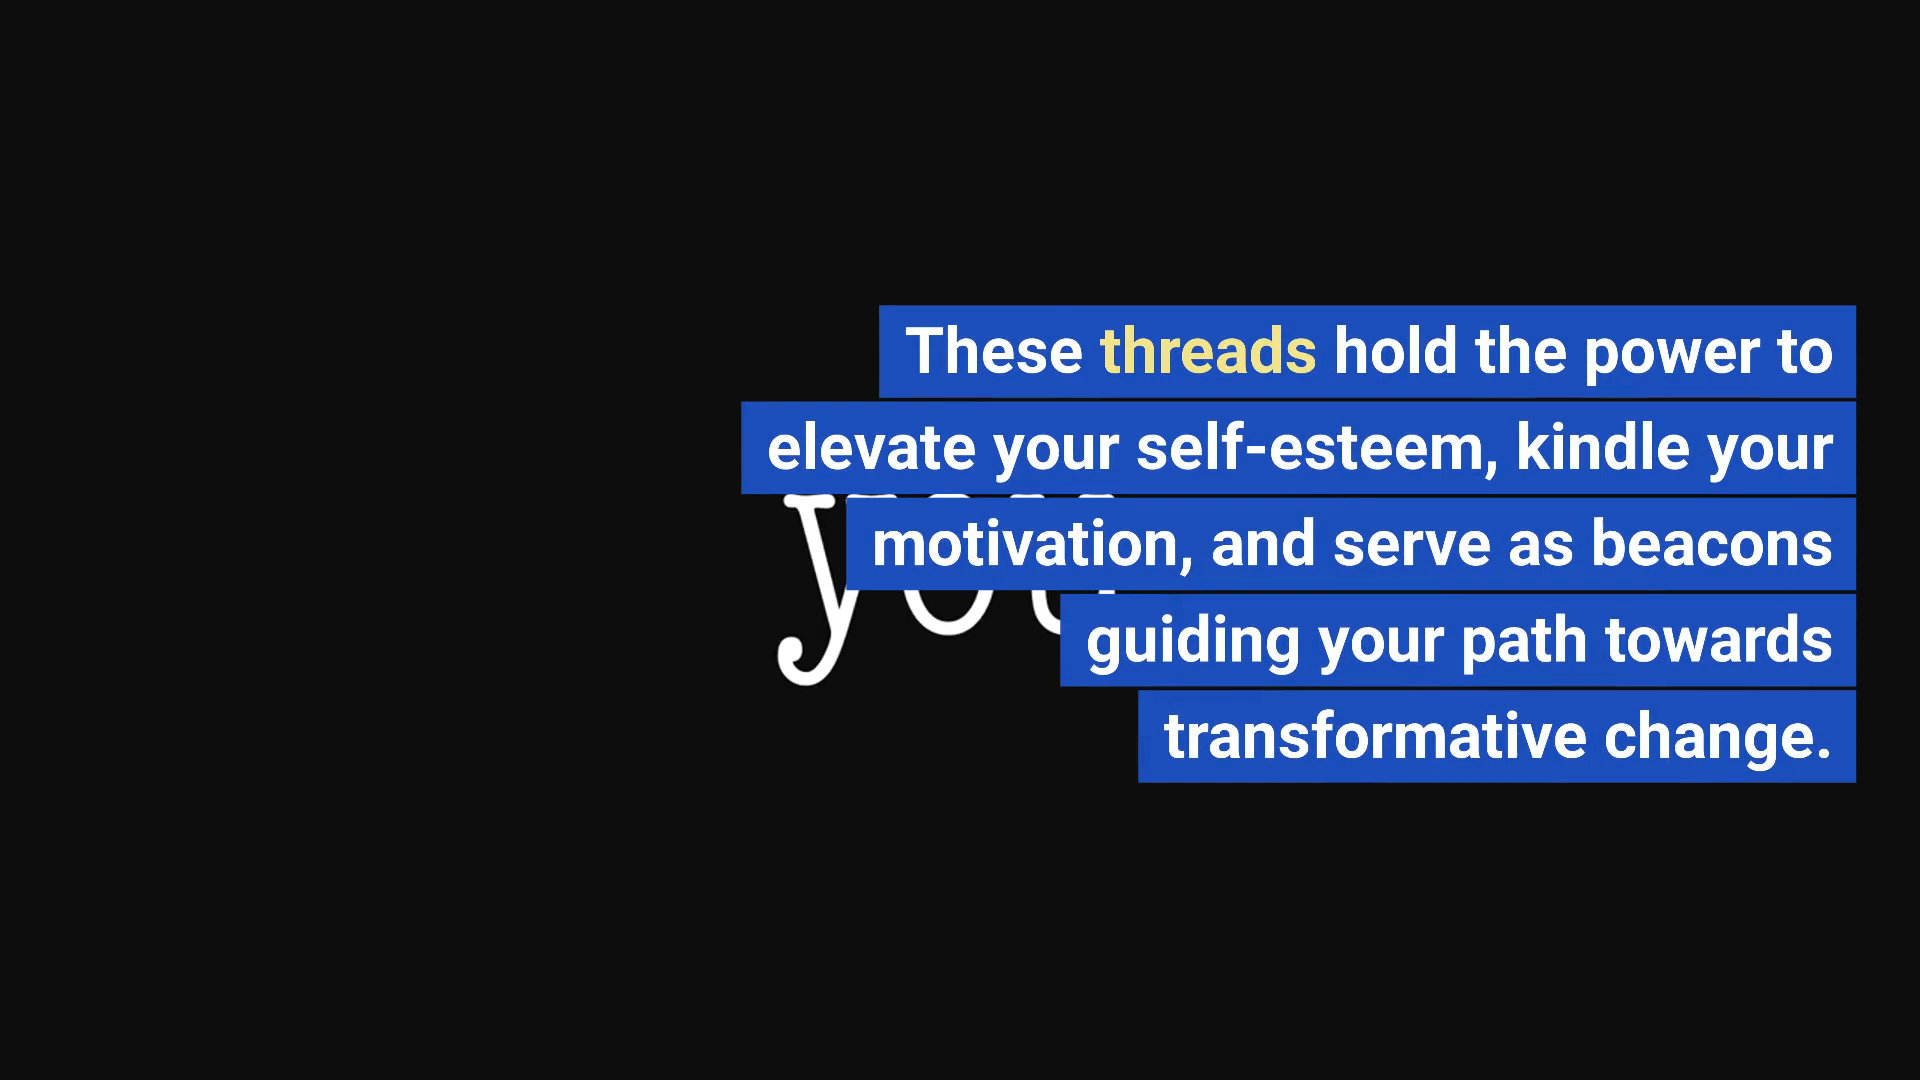 These threads hold the power to
elevate your self-esteem, kindle your
motivation, and serve as beacons
guiding your path towards
transformative change.
you